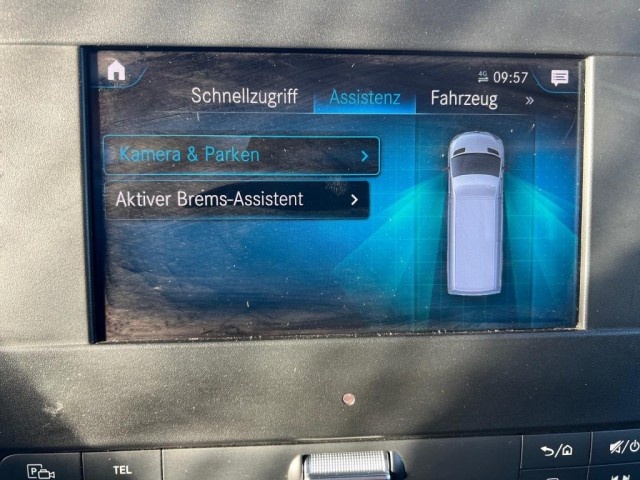 4G 09:57
Schnellzugriff Assistenz Fahrzeug »
Kamera & Parken >
Aktiver Brems-Assistent >
P TEL